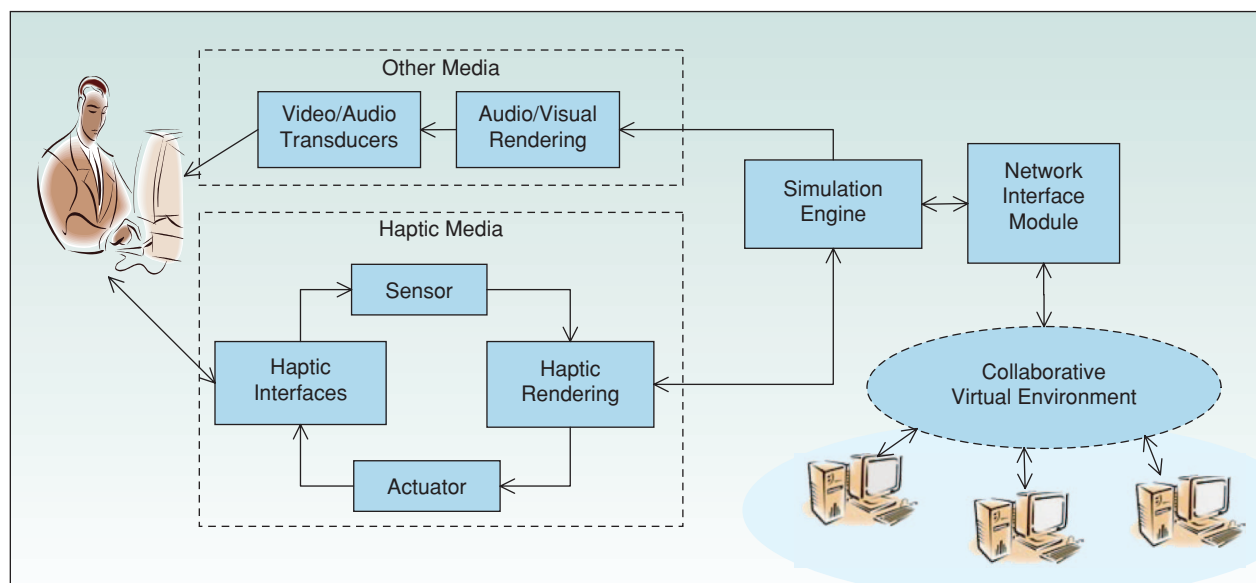 Other Media
Video/Audio
Transducers
Audio/Visual
Rendering
Simulation
Engine
Network
Interface
Module
Haptic Media
Sensor
Haptic
Interfaces
Haptic
Rendering
Actuator
Collaborative
Virtual Environment